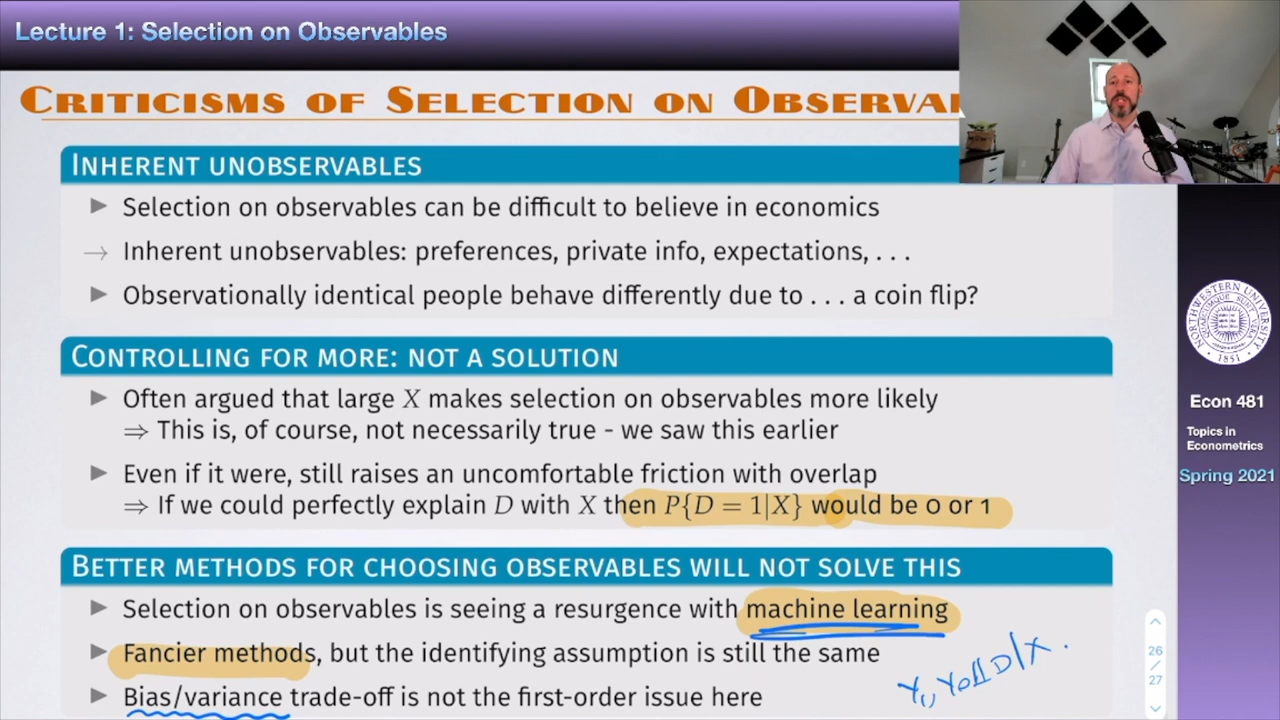 Lecture 1: Selection on Observables
CRITICISMS OF SELECTION ON OBSERVA
INHERENT UNOBSERVABLES
▶ Selection on observables can be difficult to believe in economics
→ Inherent unobservables: preferences, private info, expectations, . . .
▶ Observationally identical people behave differently due to . . . a coin flip?
CONTROLLING FOR MORE: NOT A SOLUTION
▶ Often argued that large X makes selection on observables more likely
⇒ This is, of course, not necessarily true - we saw this earlier
▶ Even if it were, still raises an uncomfortable friction with overlap
⇒ If we could perfectly explain D with X then P{D = 1|X} would be 0 or 1
BETTER METHODS FOR CHOOSING OBSERVABLES WILL NOT SOLVE THIS
▶ Selection on observables is seeing a resurgence with machine learning
▶ Fancier methods, but the identifying assumption is still the same
▶ Bias/variance trade-off is not the first-order issue here
Y₁, Y₀ ⫫ D | X .
NORTHWESTERN UNIVERSITY
• 1851 •
Econ 481
Topics in
Econometrics
Spring 2021
26
/
27